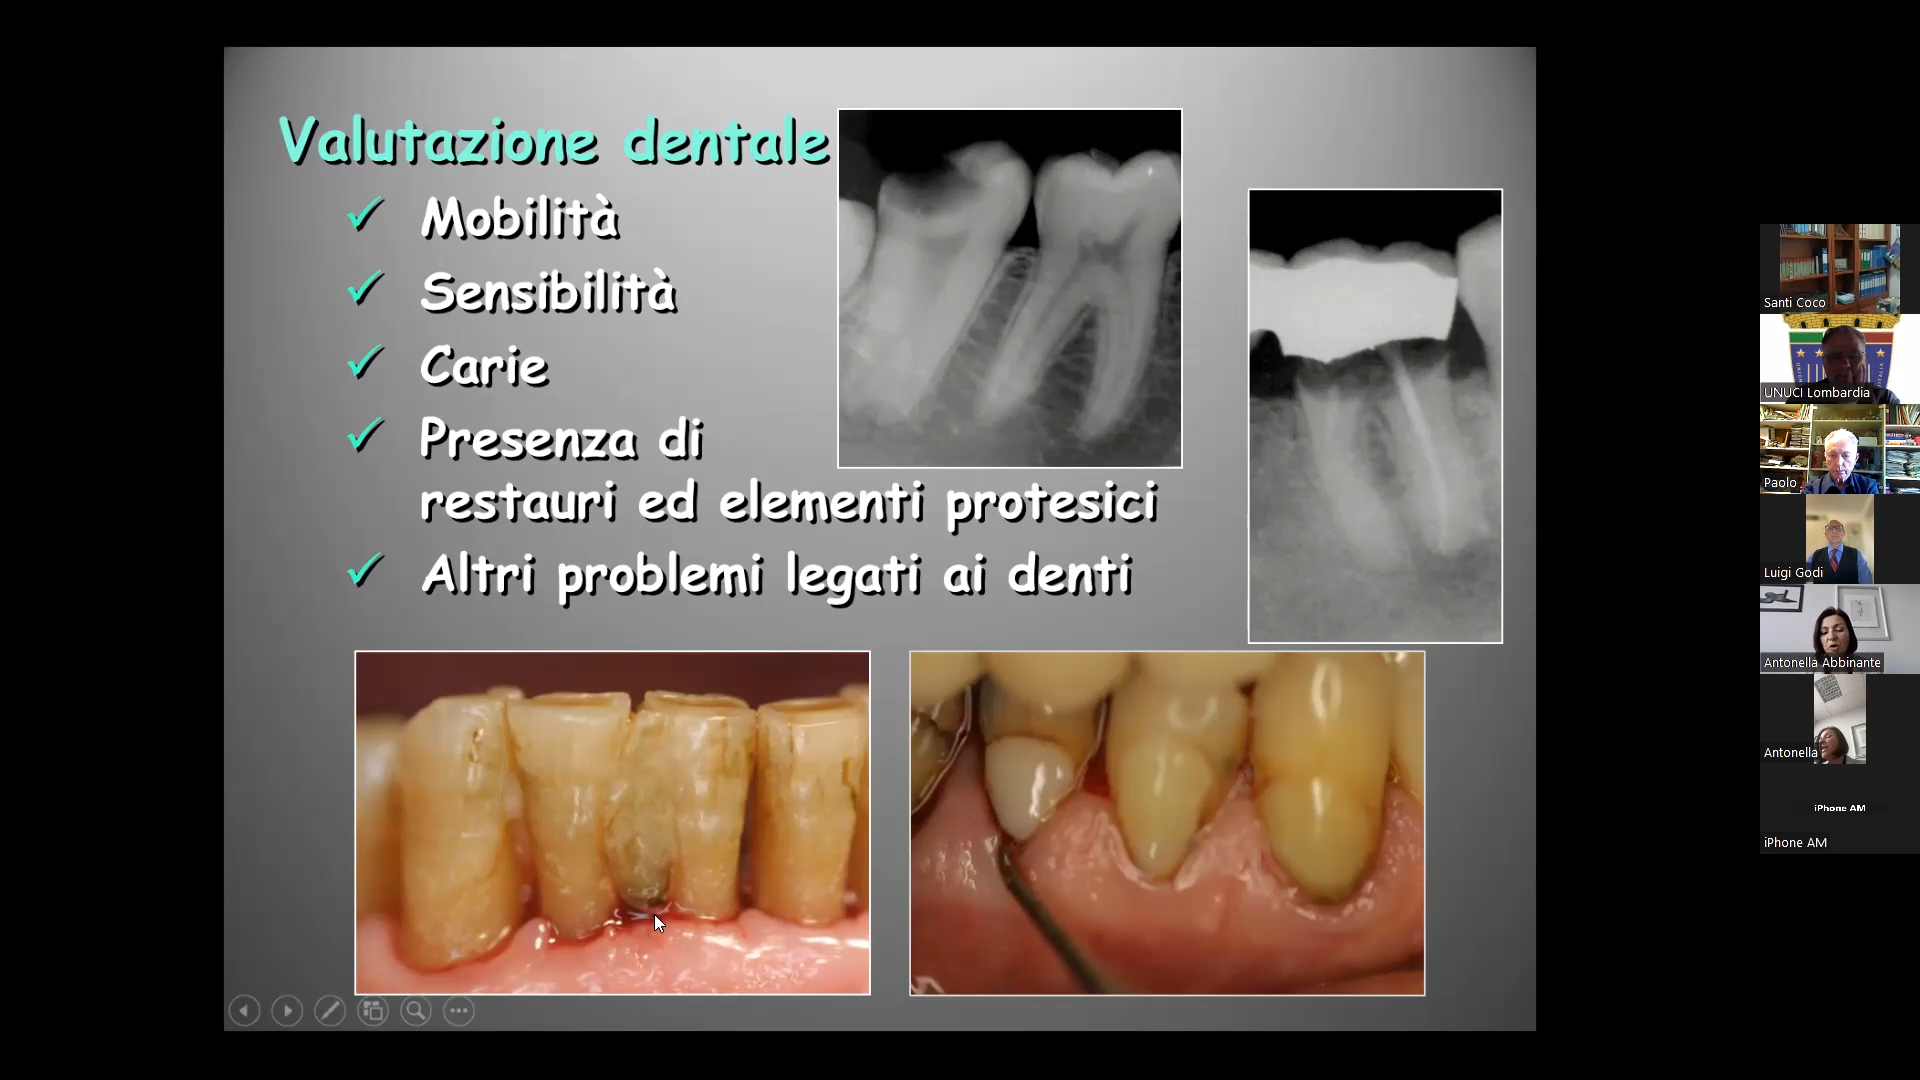 Valutazione dentale
✓ Mobilità
✓ Sensibilità
✓ Carie
✓ Presenza di
restauri ed elementi protesici
✓ Altri problemi legati ai denti
Santi Coco
UNUCI Lombardia
Paolo
Luigi Godi
Antonella Abbinante
Antonella
iPhone AM
iPhone AM